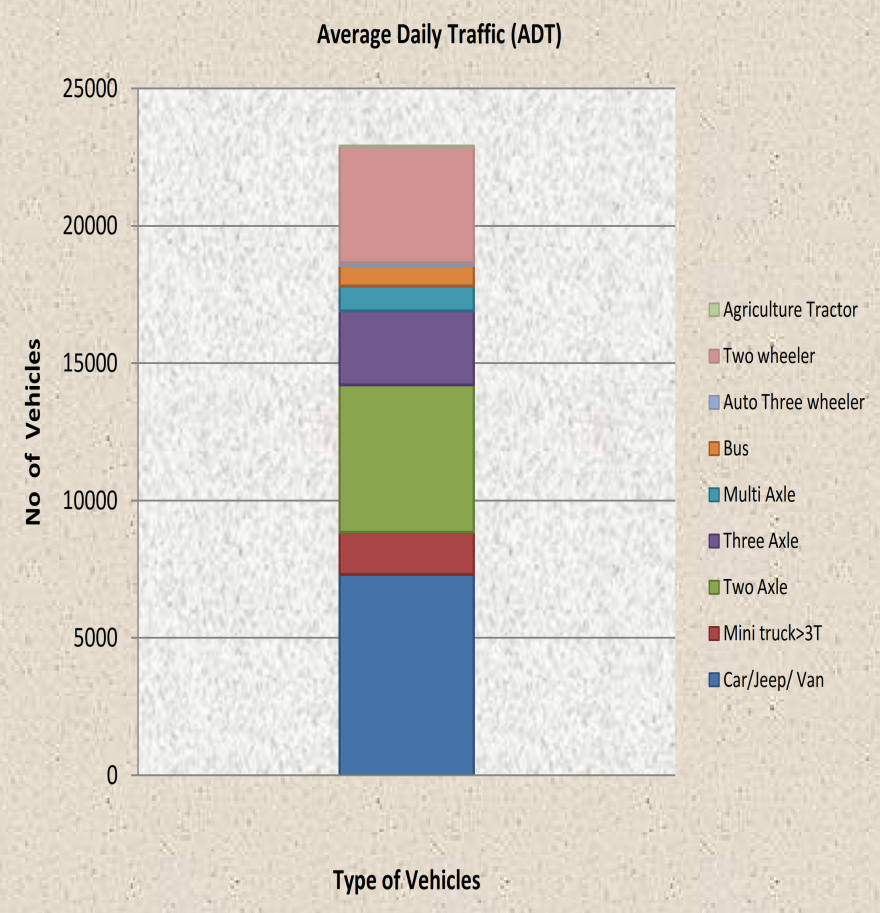 Average Daily Traffic (ADT)
25000
20000
15000
10000
5000
0
No of Vehicles
Type of Vehicles
Agriculture Tractor
Two wheeler
Auto Three wheeler
Bus
Multi Axle
Three Axle
Two Axle
Mini truck>3T
Car/Jeep/ Van